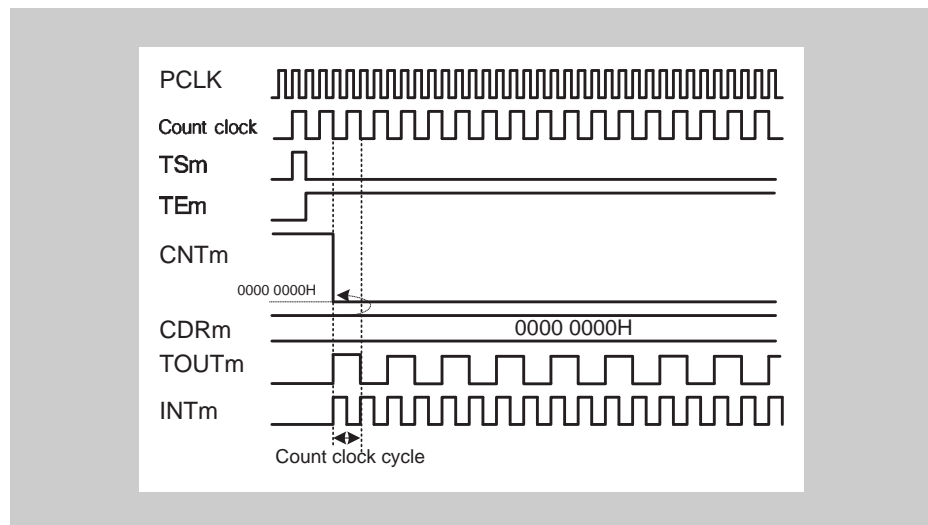 PCLK
Count clock
TSm
TEm
CNTm
0000 0000H
CDRm
0000 0000H
TOUTm
INTm
Count clock cycle